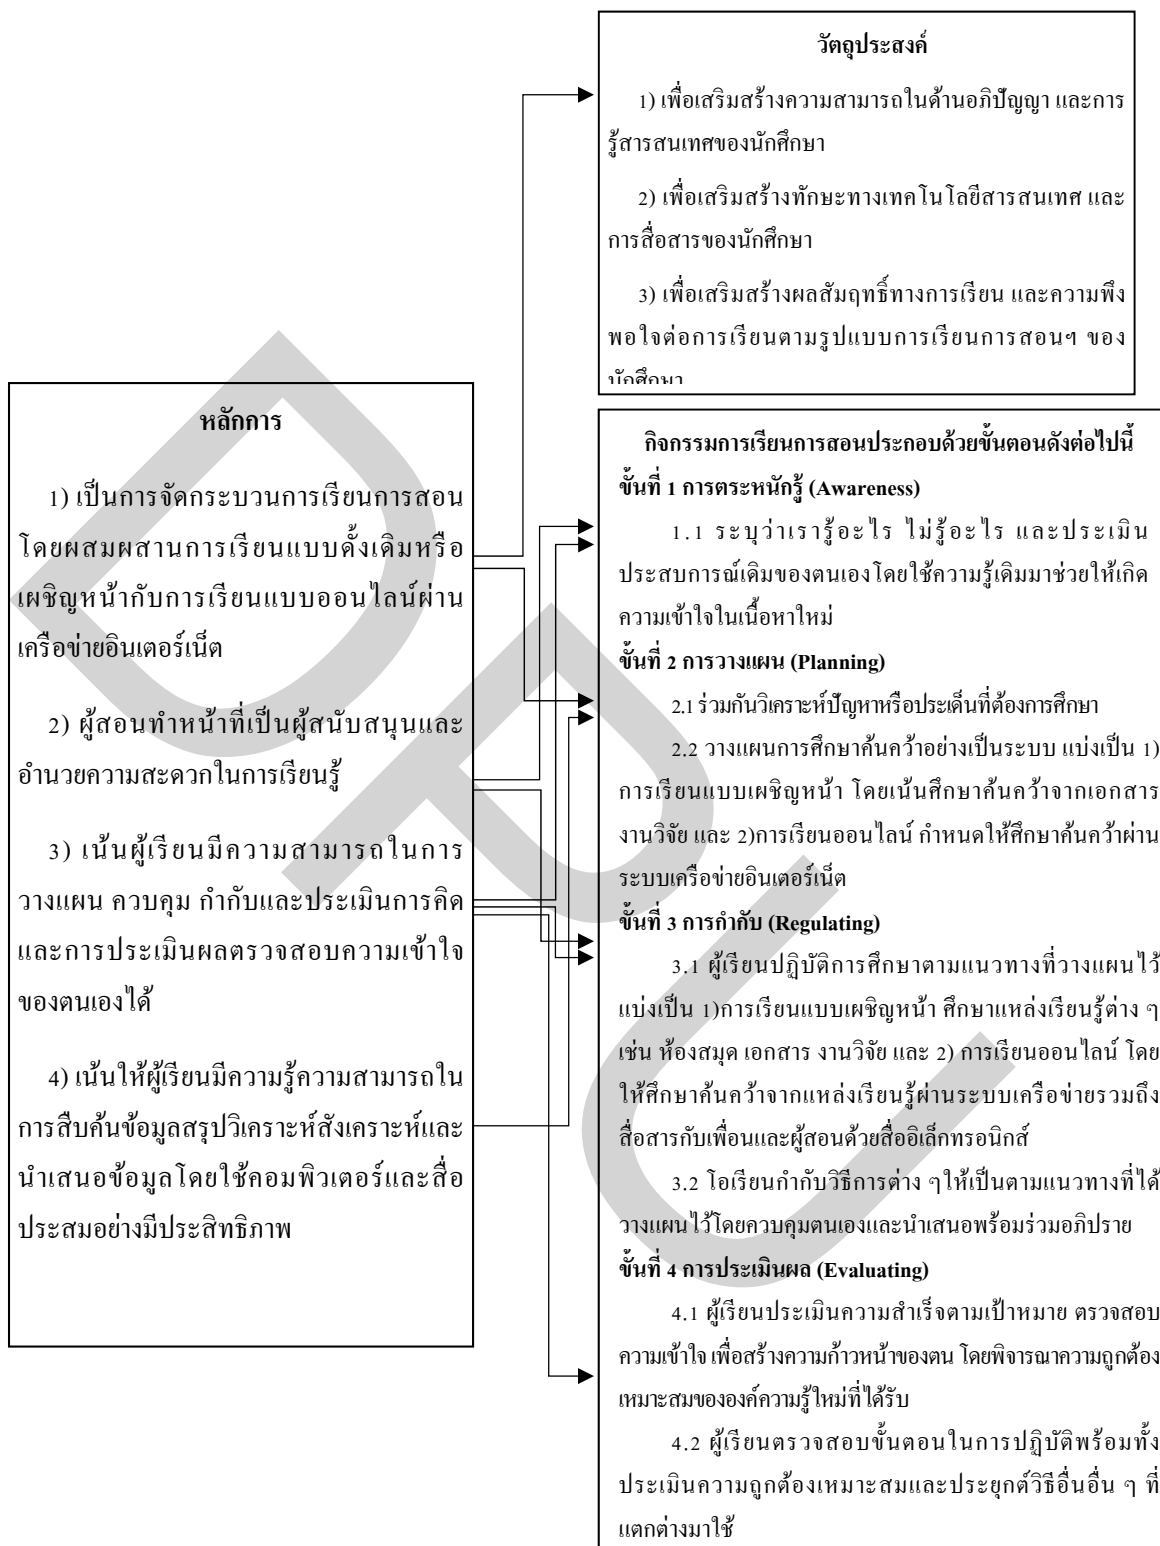 วัตถุประสงค์
1) เพื่อเสริมสร้างความสามารถในด้านอภิปัญญา และการ
รู้สารสนเทศของนักศึกษา
2) เพื่อเสริมสร้างทักษะทางเทคโนโลยีสารสนเทศ และ
การสื่อสารของนักศึกษา
3) เพื่อเสริมสร้างผลสัมฤทธิ์ทางการเรียน และความพึง
พอใจต่อการเรียนตามรูปแบบการเรียนการสอนฯ ของ
นักศึกษา
หลักการ
1) เป็นการจัดกระบวนการเรียนการสอน
โดยผสมผสานการเรียนแบบดั้งเดิมหรือ
เผชิญหน้ากับการเรียนแบบออนไลน์ผ่าน
เครือข่ายอินเตอร์เน็ต
2) ผู้สอนทำหน้าที่เป็นผู้สนับสนุนและ
อำนวยความสะดวกในการเรียนรู้
3) เน้นผู้เรียนมีความสามารถในการ
วางแผน ควบคุม กำกับและประเมินการคิด
และการประเมินผลตรวจสอบความเข้าใจ
ของตนเองได้
4) เน้นให้ผู้เรียนมีความรู้ความสามารถใน
การสืบค้นข้อมูลสรุปวิเคราะห์สังเคราะห์และ
นำเสนอข้อมูลโดยใช้คอมพิวเตอร์และสื่อ
ประสมอย่างมีประสิทธิภาพ
กิจกรรมการเรียนการสอนประกอบด้วยขั้นตอนดังต่อไปนี้
ขั้นที่ 1 การตระหนักรู้ (Awareness)
1.1 ระบุว่าเรารู้อะไร ไม่รู้อะไร และประเมิน
ประสบการณ์เดิมของตนเองโดยใช้ความรู้เดิมมาช่วยให้เกิด
ความเข้าใจในเนื้อหาใหม่
ขั้นที่ 2 การวางแผน (Planning)
2.1 ร่วมกันวิเคราะห์ปัญหาหรือประเด็นที่ต้องการศึกษา
2.2 วางแผนการศึกษาค้นคว้าอย่างเป็นระบบ แบ่งเป็น 1)
การเรียนแบบเผชิญหน้า โดยเน้นศึกษาค้นคว้าจากเอกสาร
งานวิจัย และ 2)การเรียนออนไลน์ กำหนดให้ศึกษาค้นคว้าผ่าน
ระบบเครือข่ายอินเตอร์เน็ต
ขั้นที่ 3 การกำกับ (Regulating)
3.1 ผู้เรียนปฏิบัติการศึกษาตามแนวทางที่วางแผนไว้
แบ่งเป็น 1)การเรียนแบบเผชิญหน้า ศึกษาแหล่งเรียนรู้ต่าง ๆ
เช่น ห้องสมุด เอกสาร งานวิจัย และ 2) การเรียนออนไลน์ โดย
ให้ศึกษาค้นคว้าจากแหล่งเรียนรู้ผ่านระบบเครือข่ายรวมถึง
สื่อสารกับเพื่อนและผู้สอนด้วยสื่ออิเล็กทรอนิกส์
3.2 โอเรียนกำกับวิธีการต่าง ๆให้เป็นตามแนวทางที่ได้
วางแผนไว้โดยควบคุมตนเองและนำเสนอพร้อมร่วมอภิปราย
ขั้นที่ 4 การประเมินผล (Evaluating)
4.1 ผู้เรียนประเมินความสำเร็จตามเป้าหมาย ตรวจสอบ
ความเข้าใจ เพื่อสร้างความก้าวหน้าของตน โดยพิจารณาความถูกต้อง
เหมาะสมขององค์ความรู้ใหม่ที่ได้รับ
4.2 ผู้เรียนตรวจสอบขั้นตอนในการปฏิบัติพร้อมทั้ง
ประเมินความถูกต้องเหมาะสมและประยุกต์วิธีอื่นอื่น ๆ ที่
แตกต่างมาใช้
DPU